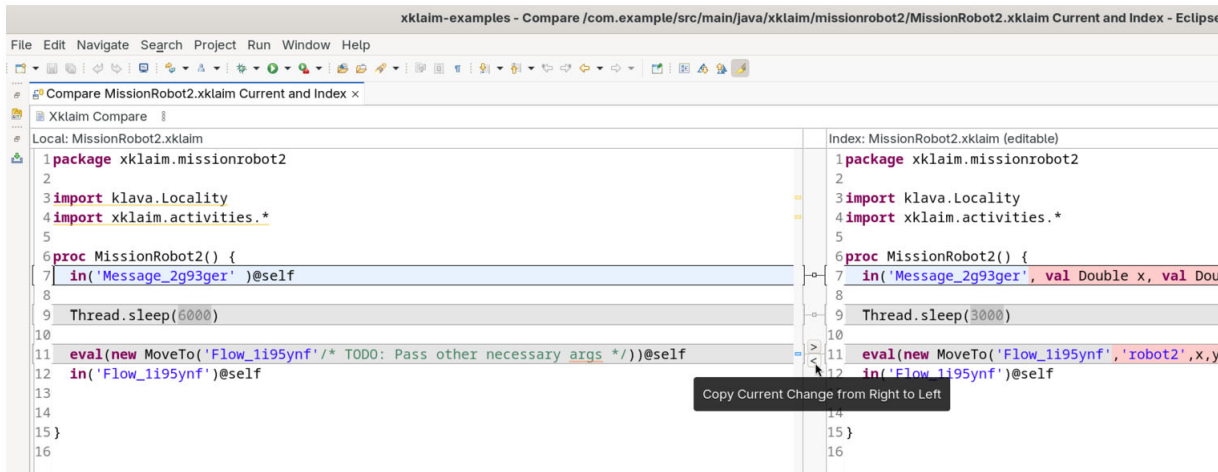 xklaim-examples - Compare /com.example/src/main/java/xklaim/missionrobot2/MissionRobot2.xklaim Current and Index - Eclipse
File Edit Navigate Search Project Run Window Help
Compare MissionRobot2.xklaim Current and Index ×
Xklaim Compare
Local: MissionRobot2.xklaim
1 package xklaim.missionrobot2
2
3 import klava.Locality
4 import xklaim.activities.*
5
6 proc MissionRobot2() {
7 in('Message_2g93ger' )@self
8
9 Thread.sleep(6000)
10
11 eval(new MoveTo('Flow_1i95ynf'/* TODO: Pass other necessary args */))@self
12 in('Flow_1i95ynf')@self
13
14
15 }
16
> 
<
Copy Current Change from Right to Left
Index: MissionRobot2.xklaim (editable)
1 package xklaim.missionrobot2
2
3 import klava.Locality
4 import xklaim.activities.*
5
6 proc MissionRobot2() {
7 in('Message_2g93ger', val Double x, val Dou
8
9 Thread.sleep(3000)
10
11 eval(new MoveTo('Flow_1i95ynf','robot2',x,y
12 in('Flow_1i95ynf')@self
14
15 }
16